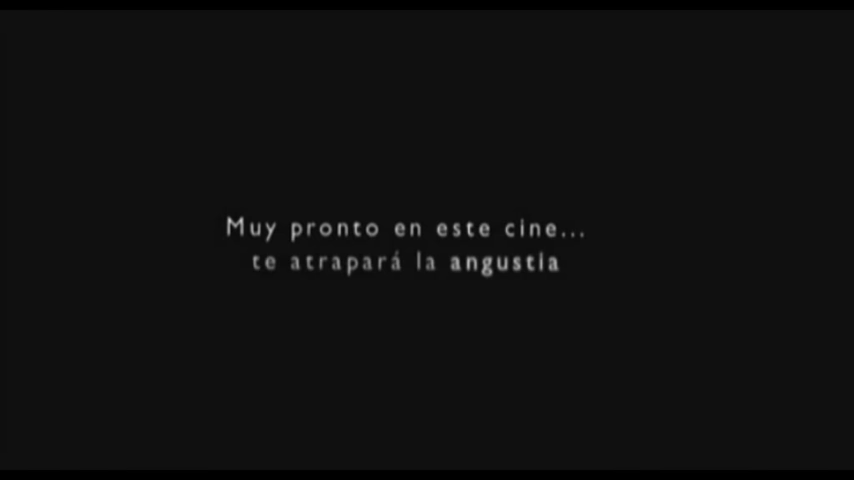 Muy pronto en este cine...
te atrapará la angustia